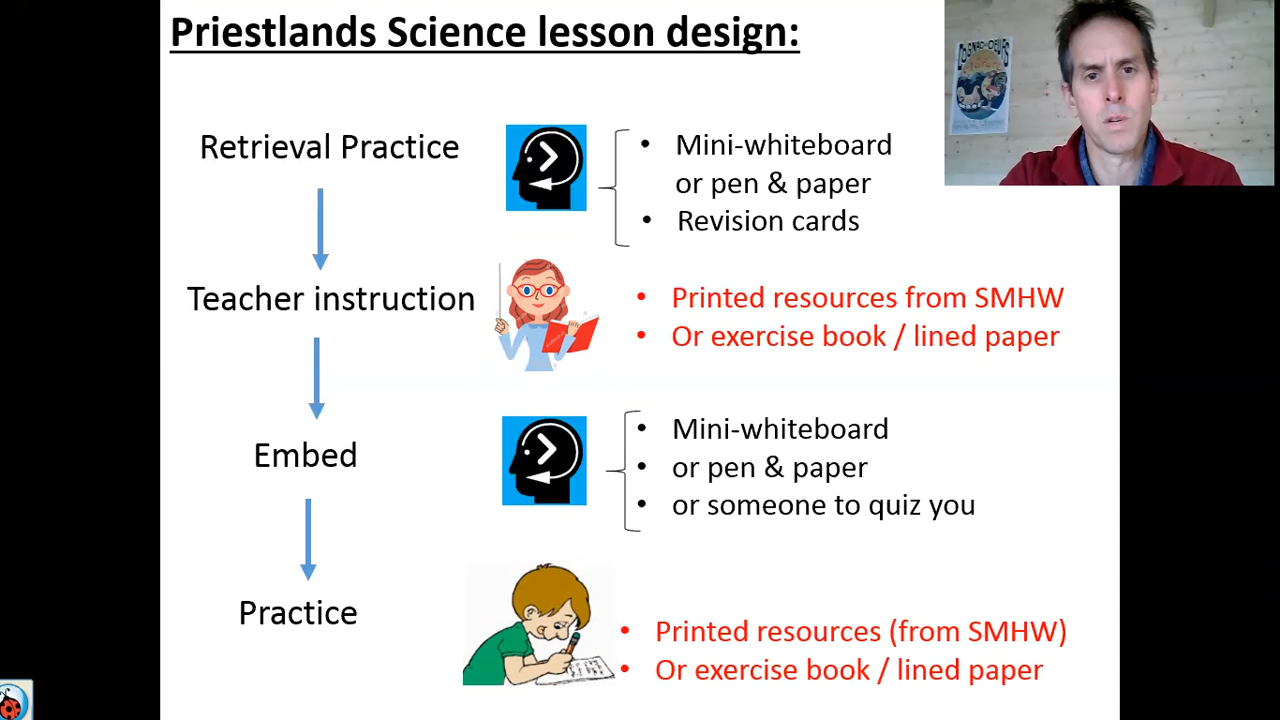 Priestlands Science lesson design:
COGNAC-OEUFS
Retrieval Practice
• Mini-whiteboard
or pen & paper
• Revision cards
Teacher instruction
• Printed resources from SMHW
• Or exercise book / lined paper
Embed
• Mini-whiteboard
• or pen & paper
• or someone to quiz you
Practice
• Printed resources (from SMHW)
• Or exercise book / lined paper